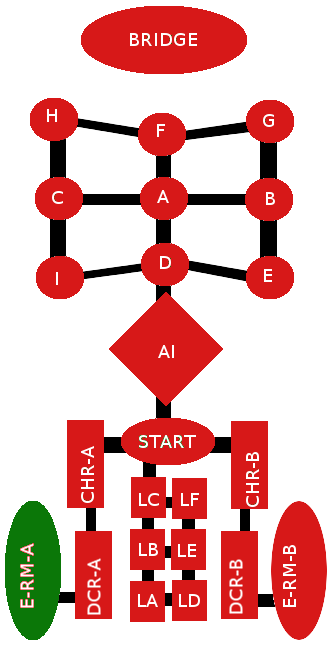 BRIDGE
H
F
G
C
A
B
I
D
E
AI
START
CHR-A
CHR-B
LC
LF
LB
LE
LA
LD
DCR-A
DCR-B
E-RM-A
E-RM-B